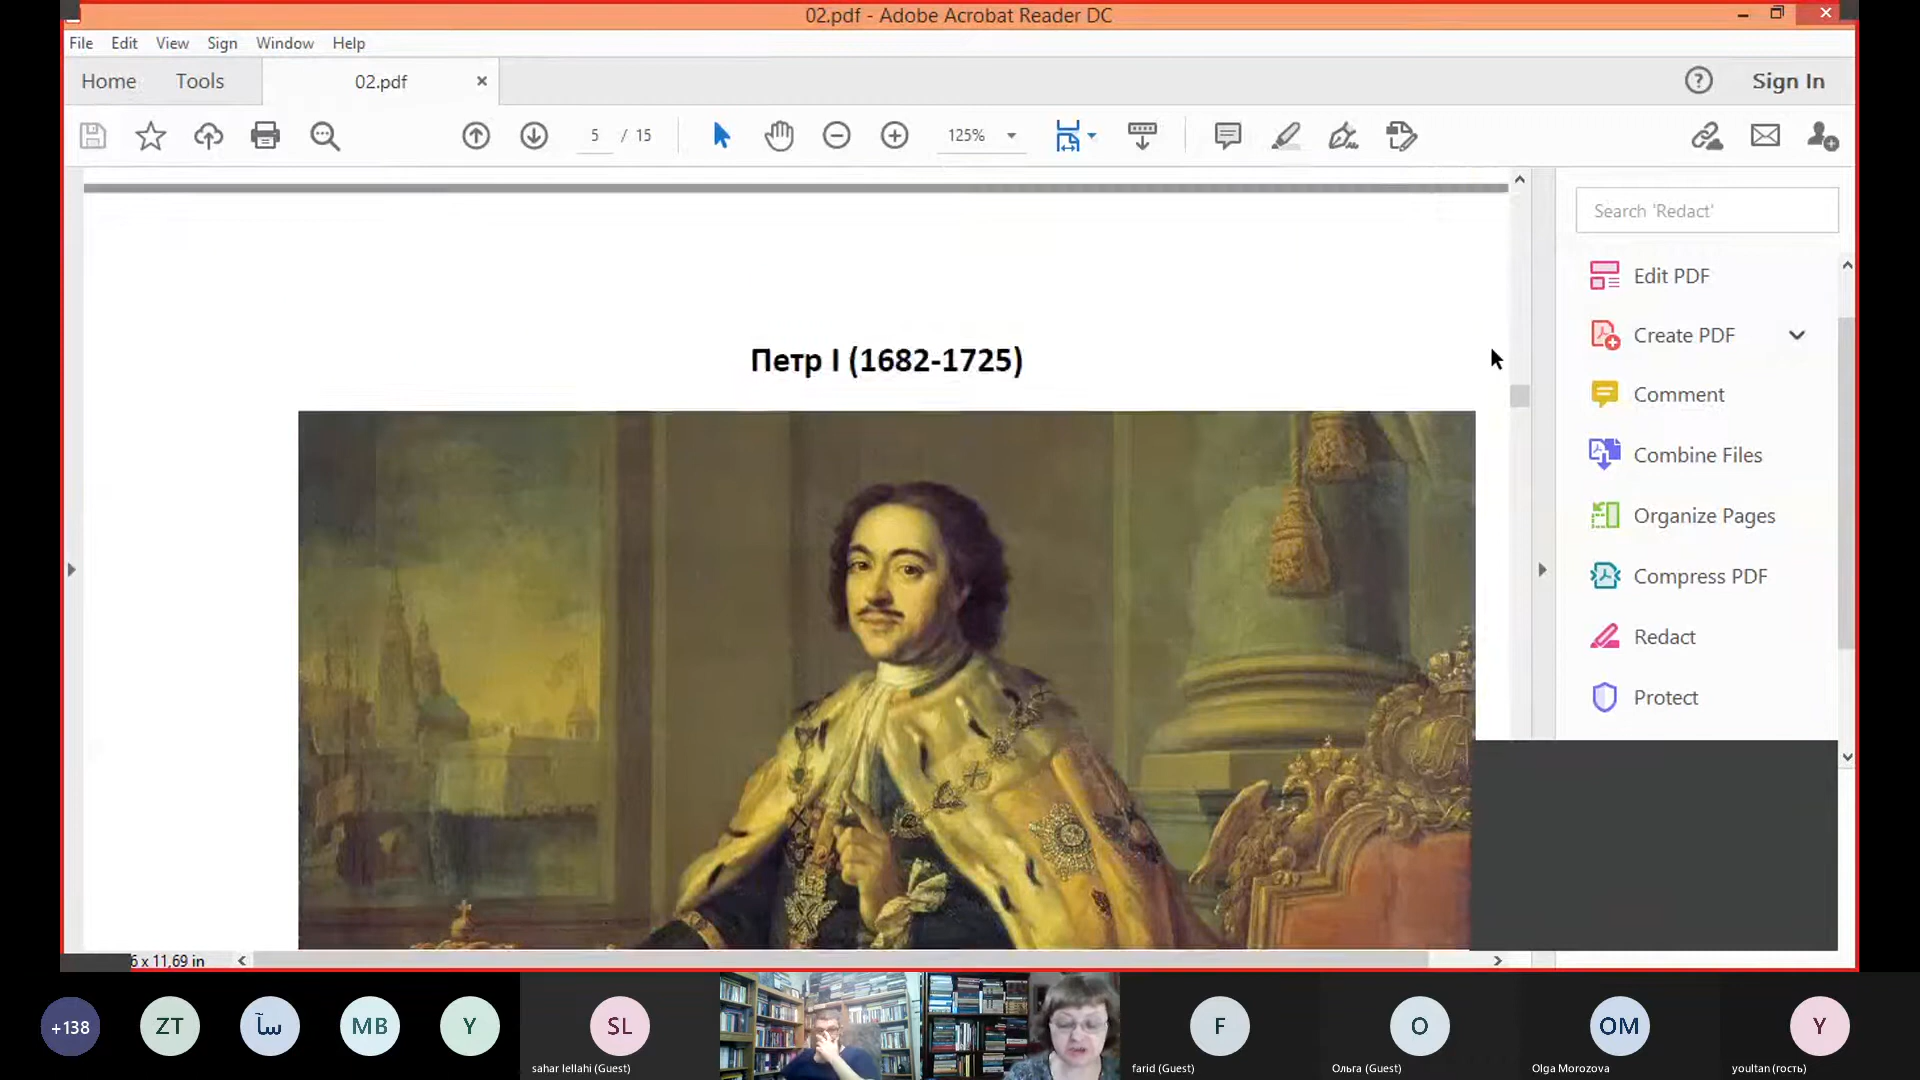 02.pdf - Adobe Acrobat Reader DC
File Edit View Sign Window Help
Home Tools 02.pdf Sign In
5 / 15 125%
Search 'Redact'
Edit PDF
Петр I (1682-1725)
Create PDF
Comment
Combine Files
Organize Pages
Compress PDF
Redact
Protect
6 x 11,69 in
+138 ZT سآ MB Y SL F O OM Y
sahar lellahi (Guest) farid (Guest) Ольга (Guest) Olga Morozova youltan (гость)